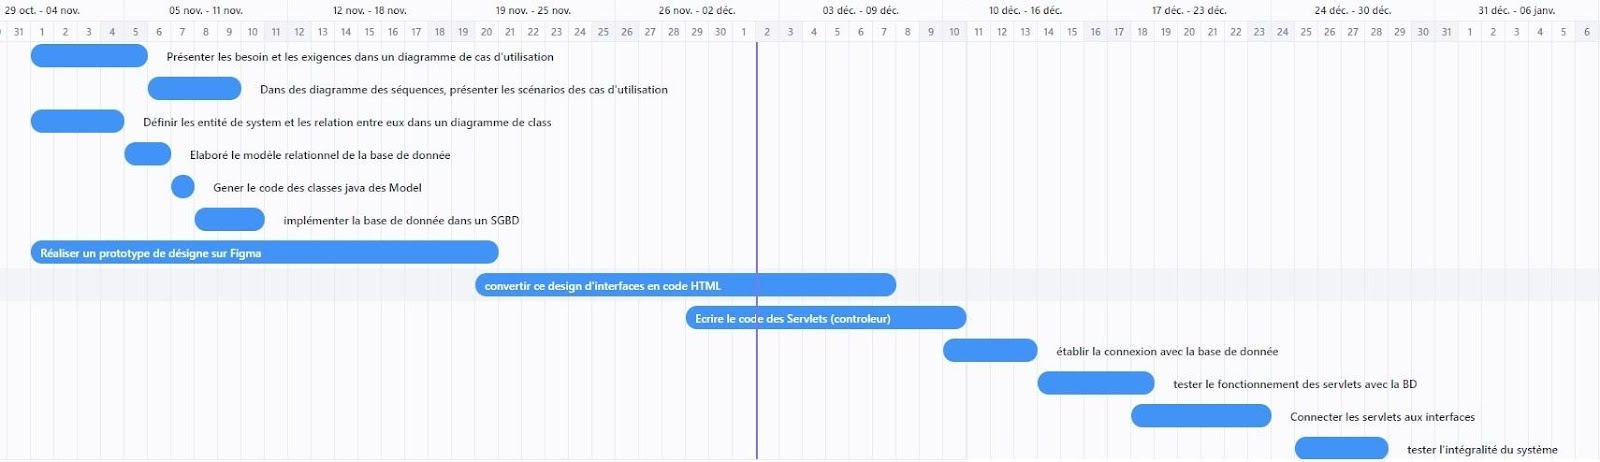 29 oct. - 04 nov. 05 nov. - 11 nov. 12 nov. - 18 nov. 19 nov. - 25 nov. 26 nov. - 02 déc. 03 déc. - 09 déc. 10 déc. - 16 déc. 17 déc. - 23 déc. 24 déc. - 30 déc. 31 déc. - 06 janv.
31 1 2 3 4 5 6 7 8 9 10 11 12 13 14 15 16 17 18 19 20 21 22 23 24 25 26 27 28 29 30 1 2 3 4 5 6 7 8 9 10 11 12 13 14 15 16 17 18 19 20 21 22 23 24 25 26 27 28 29 30 31 1 2 3 4 5 6
Présenter les besoin et les exigences dans un diagramme de cas d'utilisation
Dans des diagramme des séquences, présenter les scénarios des cas d'utilisation
Définir les entité de system et les relation entre eux dans un diagramme de class
Elaboré le modèle relationnel de la base de donnée
Gener le code des classes java des Model
implémenter la base de donnée dans un SGBD
Réaliser un prototype de désigne sur Figma
convertir ce design d'interfaces en code HTML
Ecrire le code des Servlets (controleur)
établir la connexion avec la base de donnée
tester le fonctionnement des servlets avec la BD
Connecter les servlets aux interfaces
tester l'intégralité du système